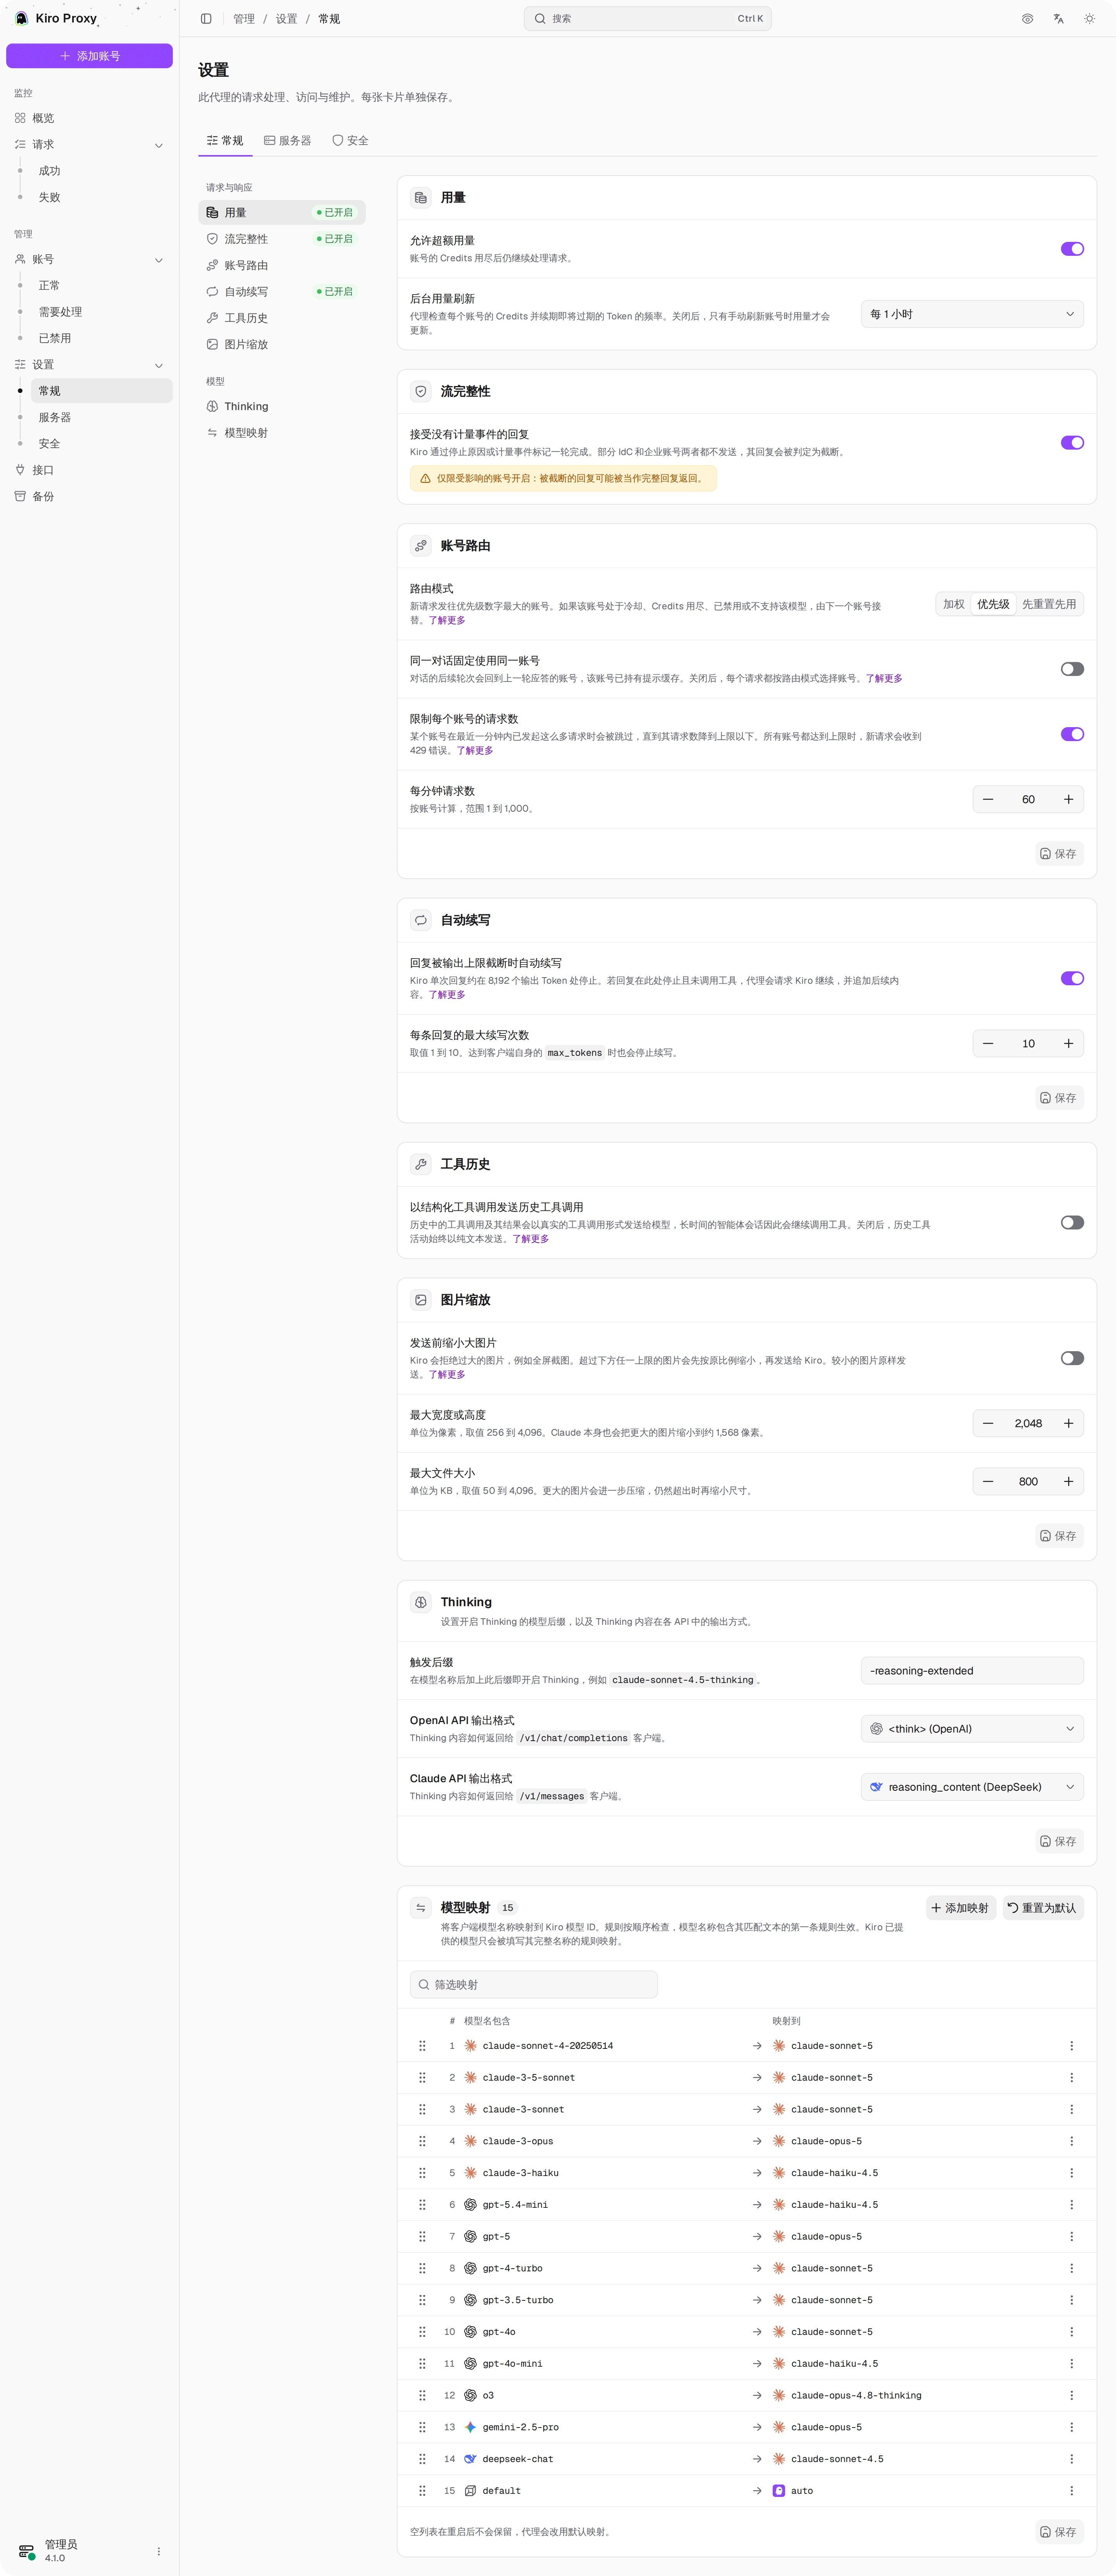 Kiro Proxy
管理 / 设置 / 常规
搜索
Ctrl K
添加账号
监控
概览
请求
成功
失败
管理
账号
正常
需要处理
已禁用
设置
常规
服务器
安全
接口
备份
管理员
4.1.0
设置
此代理的请求处理、访问与维护。每张卡片单独保存。
常规
服务器
安全
请求与响应
用量 已开启
流完整性 已开启
账号路由
自动续写 已开启
工具历史
图片缩放
模型
Thinking
模型映射
用量
允许超额用量
账号的 Credits 用尽后仍继续处理请求。
后台用量刷新
代理检查每个账号的 Credits 并续期即将过期的 Token 的频率。关闭后，只有手动刷新账号时用量才会
更新。
每 1 小时
流完整性
接受没有计量事件的回复
Kiro 通过停止原因或计量事件标记一轮完成。部分 IdC 和企业账号两者都不发送，其回复会被判定为截断。
仅限受影响的账号开启：被截断的回复可能被当作完整回复返回。
账号路由
路由模式
新请求发往优先级数字最大的账号。如果该账号处于冷却、Credits 用尽、已禁用或不支持该模型，由下一个账号接
替。了解更多
加权 优先级 先重置先用
同一对话固定使用同一账号
对话的后续轮次会回到上一轮应答的账号，该账号已持有提示缓存。关闭后，每个请求都按路由模式选择账号。了解更多
限制每个账号的请求数
某个账号在最近一分钟内已发起这么多请求时会被跳过，直到其请求数降到上限以下。所有账号都达到上限时，新请求会收到
429 错误。了解更多
每分钟请求数
按账号计算，范围 1 到 1,000。
60
保存
自动续写
回复被输出上限截断时自动续写
Kiro 单次回复约在 8,192 个输出 Token 处停止。若回复在此处停止且未调用工具，代理会请求 Kiro 继续，并追加后续内
容。了解更多
每条回复的最大续写次数
取值 1 到 10。达到客户端自身的 max_tokens 时也会停止续写。
10
保存
工具历史
以结构化工具调用发送历史工具调用
历史中的工具调用及其结果会以真实的工具调用形式发送给模型，长时间的智能体会话因此会继续调用工具。关闭后，历史工具
活动始终以纯文本发送。了解更多
图片缩放
发送前缩小大图片
Kiro 会拒绝过大的图片，例如全屏截图。超过下方任一上限的图片会先按原比例缩小，再发送给 Kiro。较小的图片原样发
送。了解更多
最大宽度或高度
单位为像素，取值 256 到 4,096。Claude 本身也会把更大的图片缩小到约 1,568 像素。
2,048
最大文件大小
单位为 KB，取值 50 到 4,096。更大的图片会进一步压缩，仍然超出时再缩小尺寸。
800
保存
Thinking
设置开启 Thinking 的模型后缀，以及 Thinking 内容在各 API 中的输出方式。
触发后缀
在模型名称后加上此后缀即开启 Thinking，例如 claude-sonnet-4.5-thinking 。
-reasoning-extended
OpenAI API 输出格式
Thinking 内容如何返回给 /v1/chat/completions 客户端。
<think> (OpenAI)
Claude API 输出格式
Thinking 内容如何返回给 /v1/messages 客户端。
reasoning_content (DeepSeek)
保存
模型映射 15
添加映射
重置为默认
将客户端模型名称映射到 Kiro 模型 ID。规则按顺序检查，模型名称包含其匹配文本的第一条规则生效。Kiro 已提
供的模型只会被填写其完整名称的规则映射。
筛选映射
# 模型名包含 映射到
1 claude-sonnet-4-20250514 → claude-sonnet-5
2 claude-3-5-sonnet → claude-sonnet-5
3 claude-3-sonnet → claude-sonnet-5
4 claude-3-opus → claude-opus-5
5 claude-3-haiku → claude-haiku-4.5
6 gpt-5.4-mini → claude-haiku-4.5
7 gpt-5 → claude-opus-5
8 gpt-4-turbo → claude-sonnet-5
9 gpt-3.5-turbo → claude-sonnet-5
10 gpt-4o → claude-sonnet-5
11 gpt-4o-mini → claude-haiku-4.5
12 o3 → claude-opus-4.8-thinking
13 gemini-2.5-pro → claude-opus-5
14 deepseek-chat → claude-sonnet-4.5
15 default → auto
空列表在重启后不会保留，代理会改用默认映射。
保存